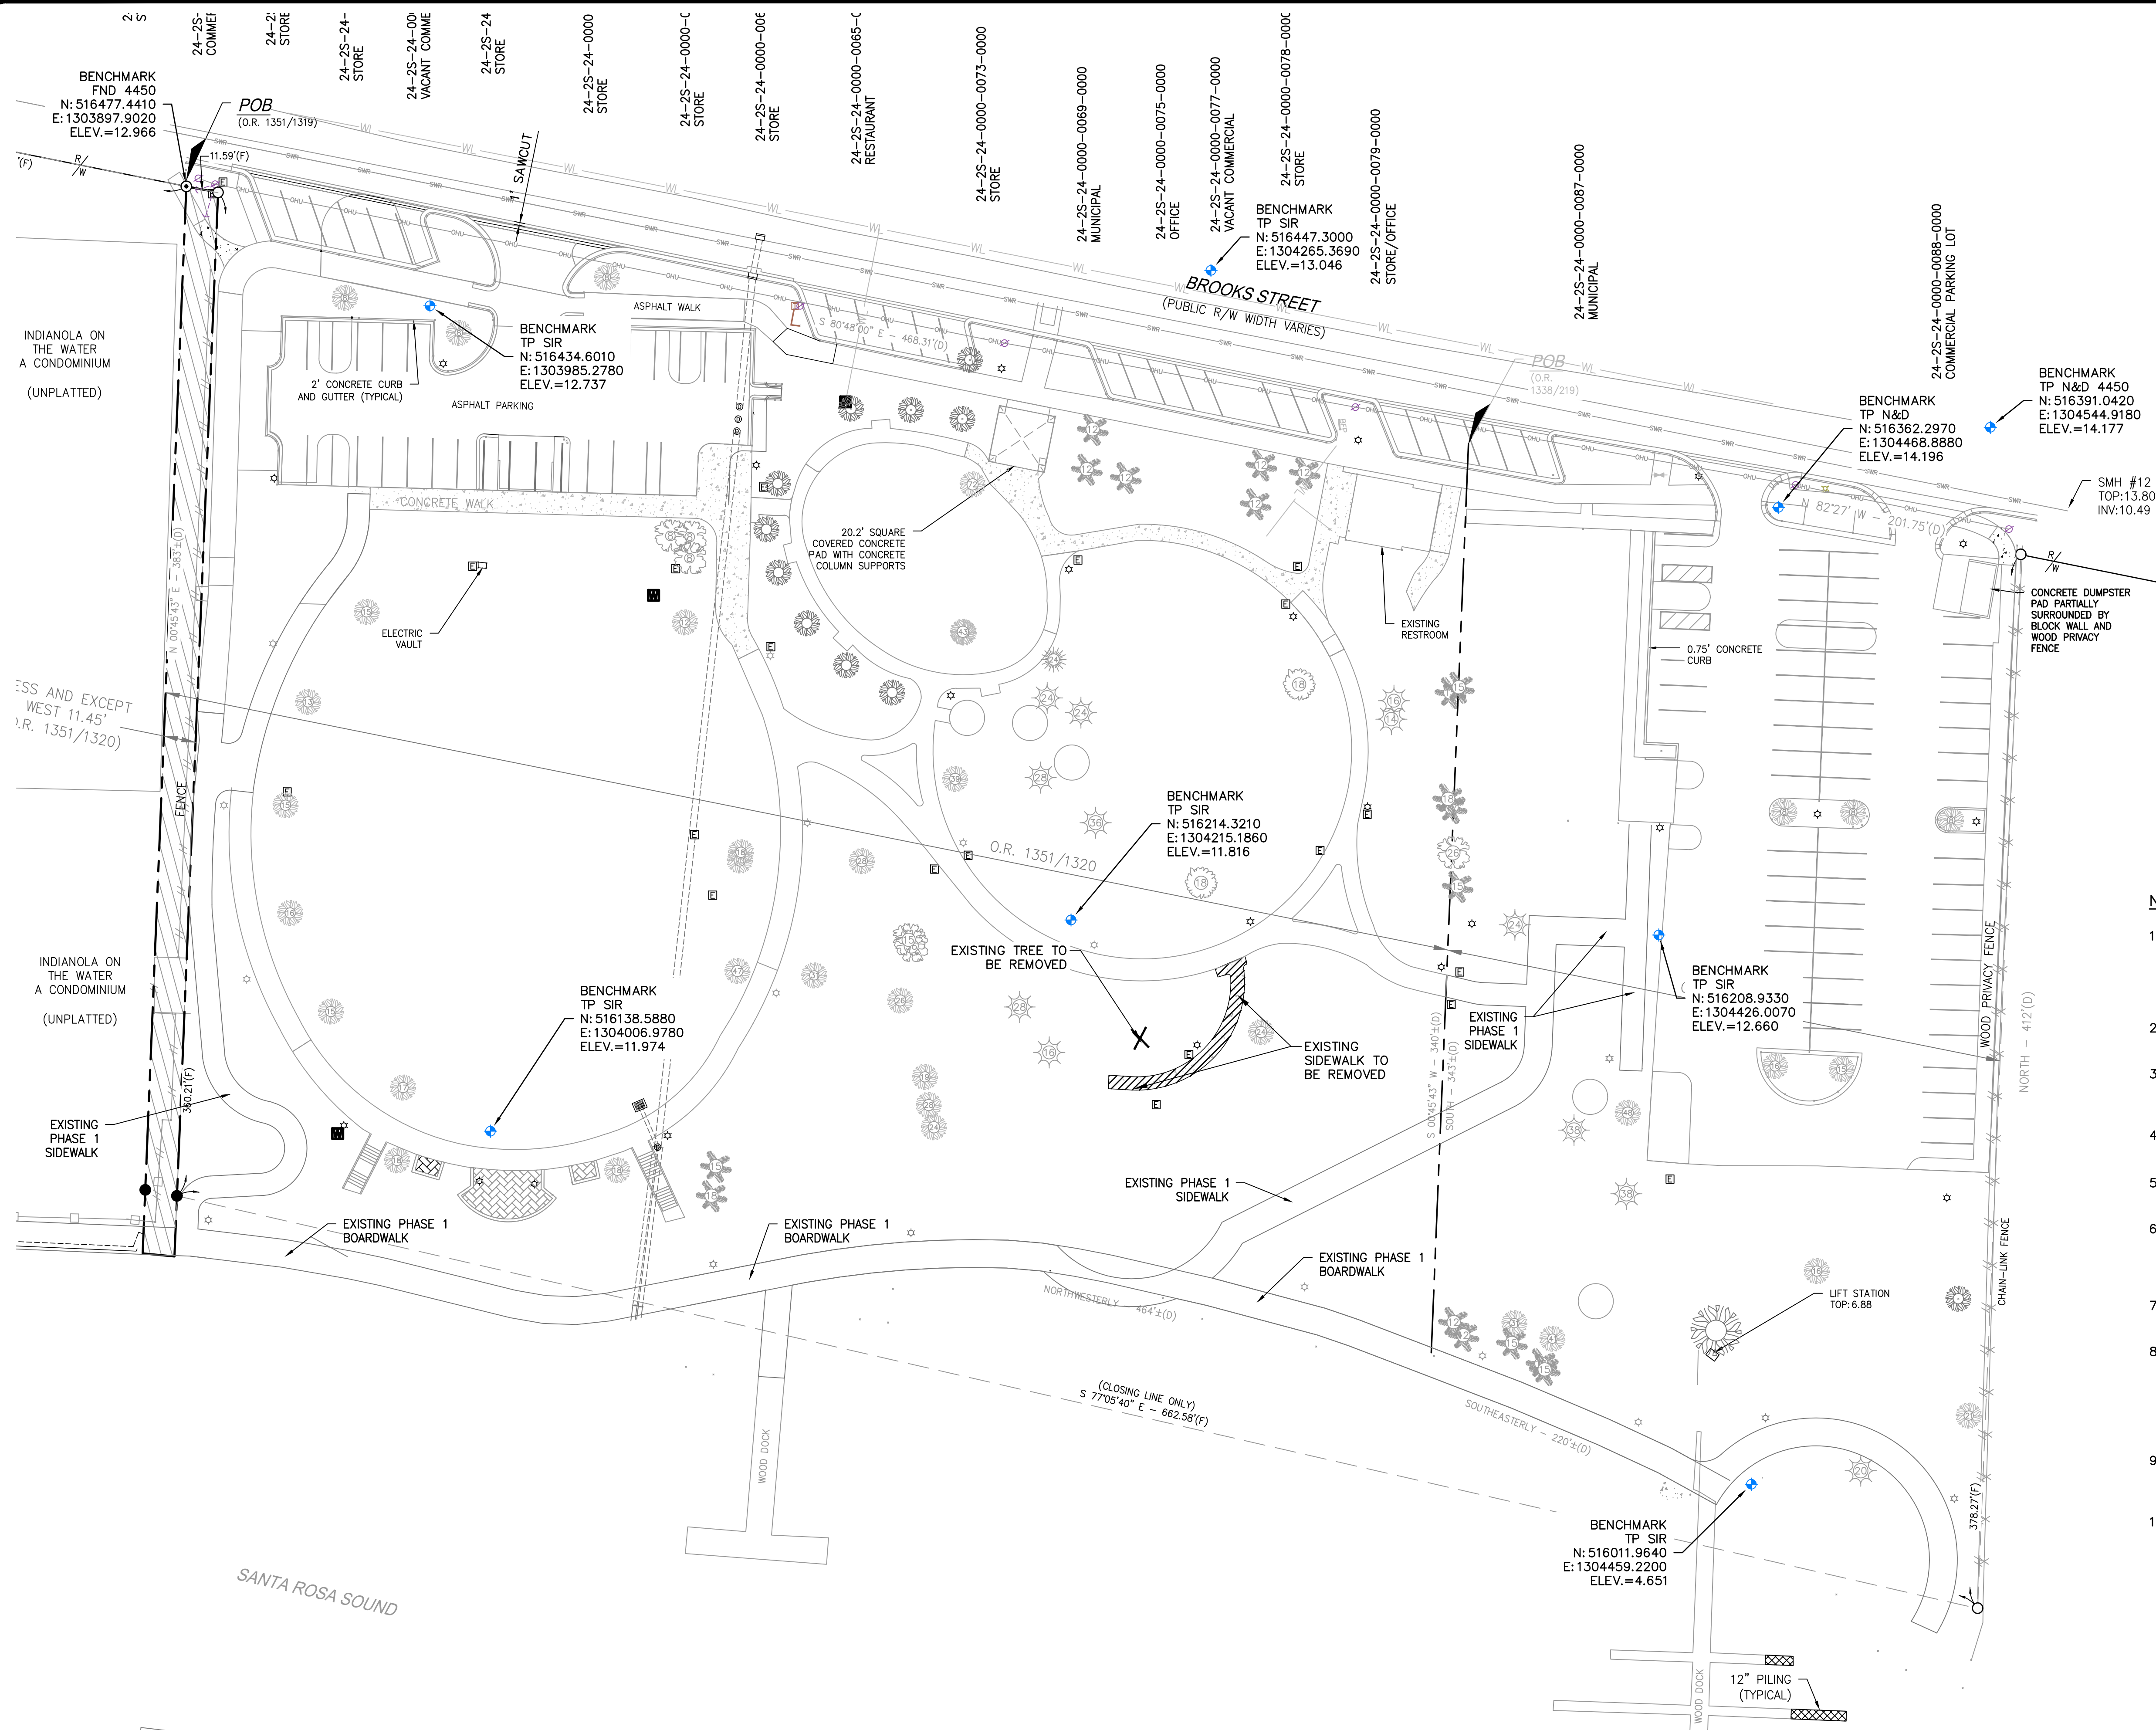 24-2S-
COMMER
STORE
24-2S-24-
STORE
24-2S-24-00
VACANT COMME
24-2S-24
STORE
24-2S-24-0000
STORE
24-2S-24-0000-0
STORE
24-2S-24-0000-006
STORE
24-2S-24-0000-0065-0
RESTAURANT
24-2S-24-0000-0073-0000
STORE
24-2S-24-0000-0069-0000
MUNICIPAL
24-2S-24-0000-0075-0000
OFFICE
24-2S-24-0000-0077-0000
VACANT COMMERCIAL
24-2S-24-0000-0078-0000
STORE
24-2S-24-0000-0079-0000
STORE/OFFICE
24-2S-24-0000-0087-0000
MUNICIPAL
24-2S-24-0000-0088-0000
COMMERCIAL PARKING LOT
BENCHMARK
FND 4450
N:516477.4410
E:1303897.9020
ELEV.=12.966
POB
(O.R. 1351/1319)
11.59'(F)
R/
/W
'(F)
1' SAWCUT
BENCHMARK
TP SIR
N:516447.3000
E:1304265.3690
ELEV.=13.046
BROOKS STREET
(PUBLIC R/W WIDTH VARIES)
S 80°48'00" E - 468.31'(D)
ASPHALT WALK
BENCHMARK
TP SIR
N:516434.6010
E:1303985.2780
ELEV.=12.737
2' CONCRETE CURB
AND GUTTER (TYPICAL)
ASPHALT PARKING
INDIANOLA ON
THE WATER
A CONDOMINIUM
(UNPLATTED)
POB
(O.R.
1338/219)
BENCHMARK
TP N&D
N:516362.2970
E:1304468.8880
ELEV.=14.196
BENCHMARK
TP N&D 4450
N:516391.0420
E:1304544.9180
ELEV.=14.177
SMH #12
TOP:13.80
INV:10.49
N 82°27' W - 201.75'(D)
R/
/W
CONCRETE WALK
20.2' SQUARE
COVERED CONCRETE
PAD WITH CONCRETE
COLUMN SUPPORTS
ELECTRIC
VAULT
EXISTING
RESTROOM
0.75' CONCRETE
CURB
CONCRETE DUMPSTER
PAD PARTIALLY
SURROUNDED BY
BLOCK WALL AND
WOOD PRIVACY
FENCE
N 00°45'43" E - 383'±(D)
ESS AND EXCEPT
WEST 11.45'
O.R. 1351/1320)
FENCE
O.R. 1351/1320
BENCHMARK
TP SIR
N:516214.3210
E:1304215.1860
ELEV.=11.816
EXISTING TREE TO
BE REMOVED
INDIANOLA ON
THE WATER
A CONDOMINIUM
(UNPLATTED)
BENCHMARK
TP SIR
N:516138.5880
E:1304006.9780
ELEV.=11.974
EXISTING
SIDEWALK TO
BE REMOVED
S 00°45'43" W - 340'±(D)
SOUTH - 343'±(D)
EXISTING
PHASE 1
SIDEWALK
BENCHMARK
TP SIR
N:516208.9330
E:1304426.0070
ELEV.=12.660
WOOD PRIVACY FENCE
NORTH - 412'(D)
360.21'(F)
EXISTING
PHASE 1
SIDEWALK
EXISTING PHASE 1
SIDEWALK
EXISTING PHASE 1
BOARDWALK
EXISTING PHASE 1
BOARDWALK
EXISTING PHASE 1
BOARDWALK
NORTHWESTERLY - 464'±(D)
CHAIN-LINK FENCE
LIFT STATION
TOP:6.88
(CLOSING LINE ONLY)
S 77°05'40" E - 662.58'(F)
SOUTHEASTERLY - 220'±(D)
WOOD DOCK
378.27'(F)
BENCHMARK
TP SIR
N:516011.9640
E:1304459.2200
ELEV.=4.651
SANTA ROSA SOUND
WOOD DOCK
12" PILING
(TYPICAL)